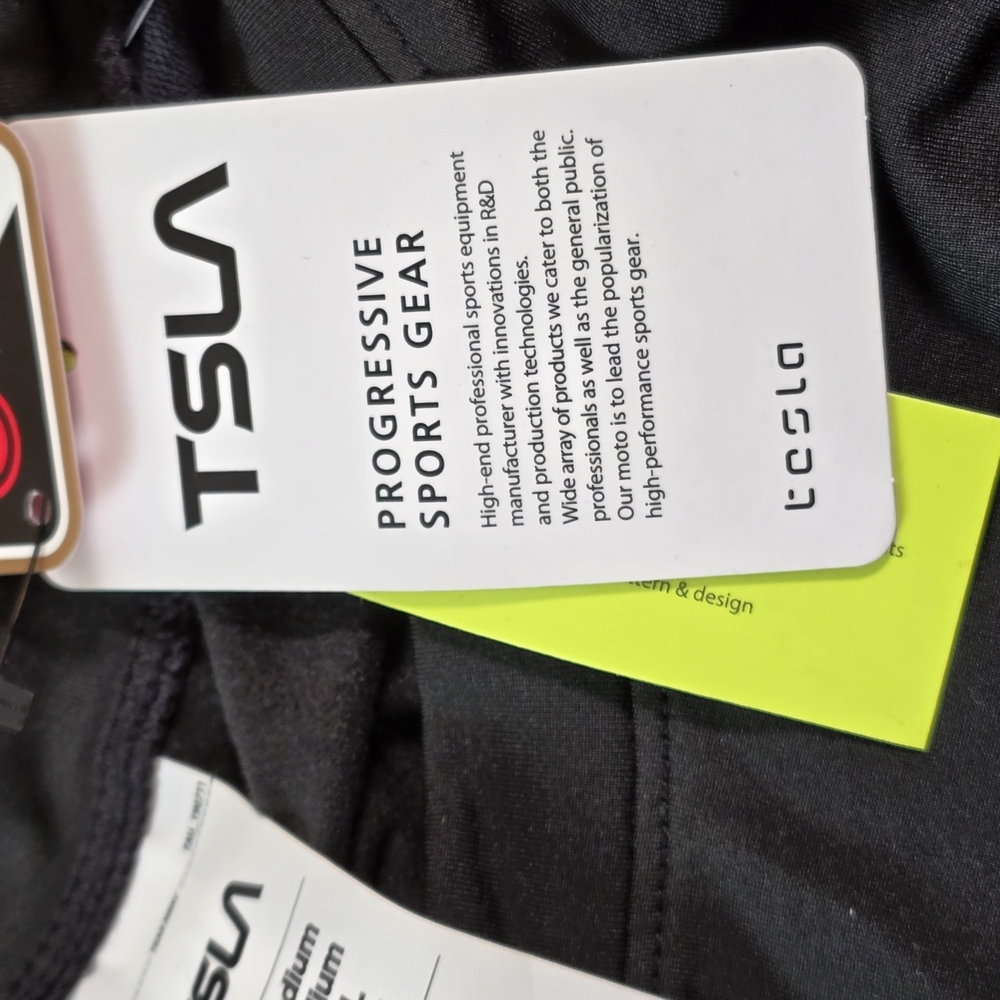 TSLA
PROGRESSIVE
SPORTS GEAR
High-end professional sports equipment
manufacturer with innovations in R&D
and production technologies.
Wide array of products we cater to both the
professionals as well as the general public.
Our moto is to lead the popularization of
high-performance sports gear.
tesla
& design